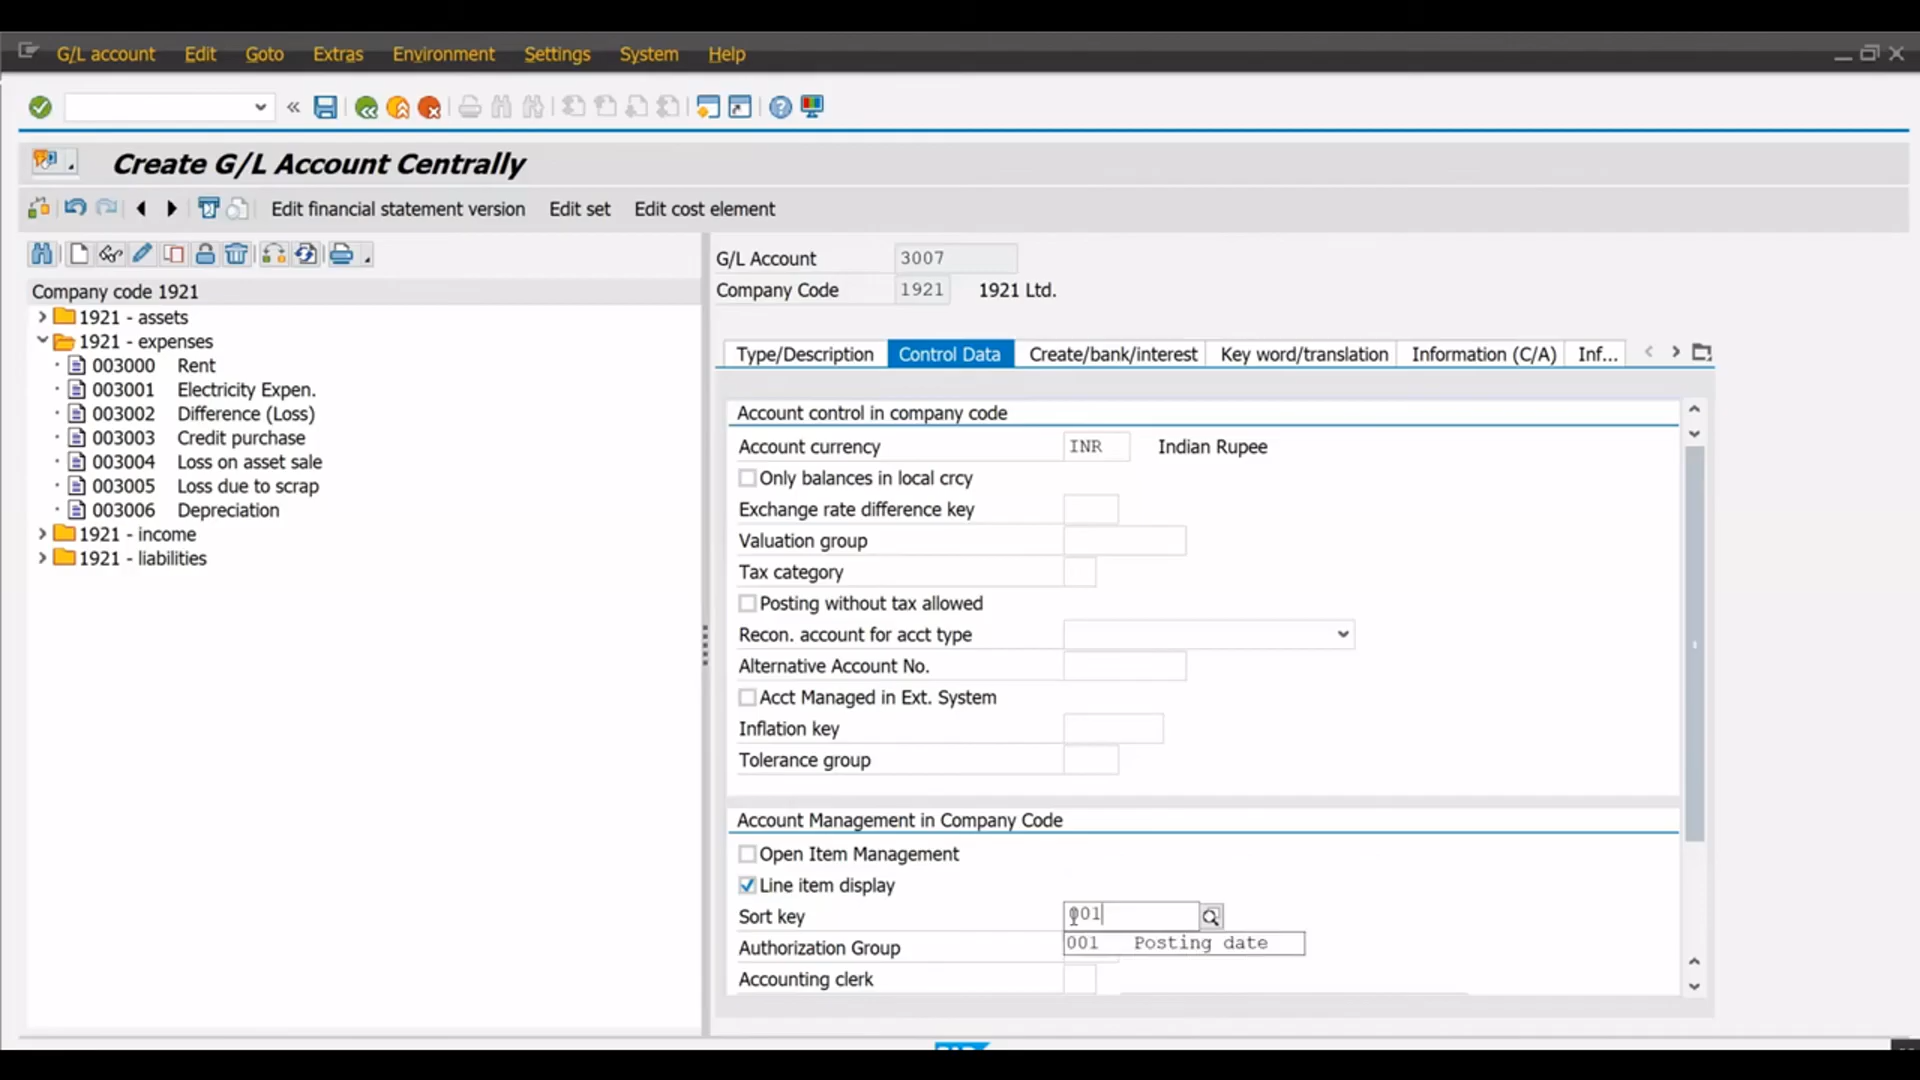 G/L account Edit Goto Extras Environment Settings System Help
Create G/L Account Centrally
Edit financial statement version Edit set Edit cost element
Company code 1921
1921 - assets
1921 - expenses
003000 Rent
003001 Electricity Expen.
003002 Difference (Loss)
003003 Credit purchase
003004 Loss on asset sale
003005 Loss due to scrap
003006 Depreciation
1921 - income
1921 - liabilities
G/L Account 3007
Company Code 1921 1921 Ltd.
Type/Description Control Data Create/bank/interest Key word/translation Information (C/A) Inf...
Account control in company code
Account currency INR Indian Rupee
Only balances in local crcy
Exchange rate difference key
Valuation group
Tax category
Posting without tax allowed
Recon. account for acct type
Alternative Account No.
Acct Managed in Ext. System
Inflation key
Tolerance group
Account Management in Company Code
Open Item Management
Line item display
Sort key 001
001 Posting date
Authorization Group
Accounting clerk